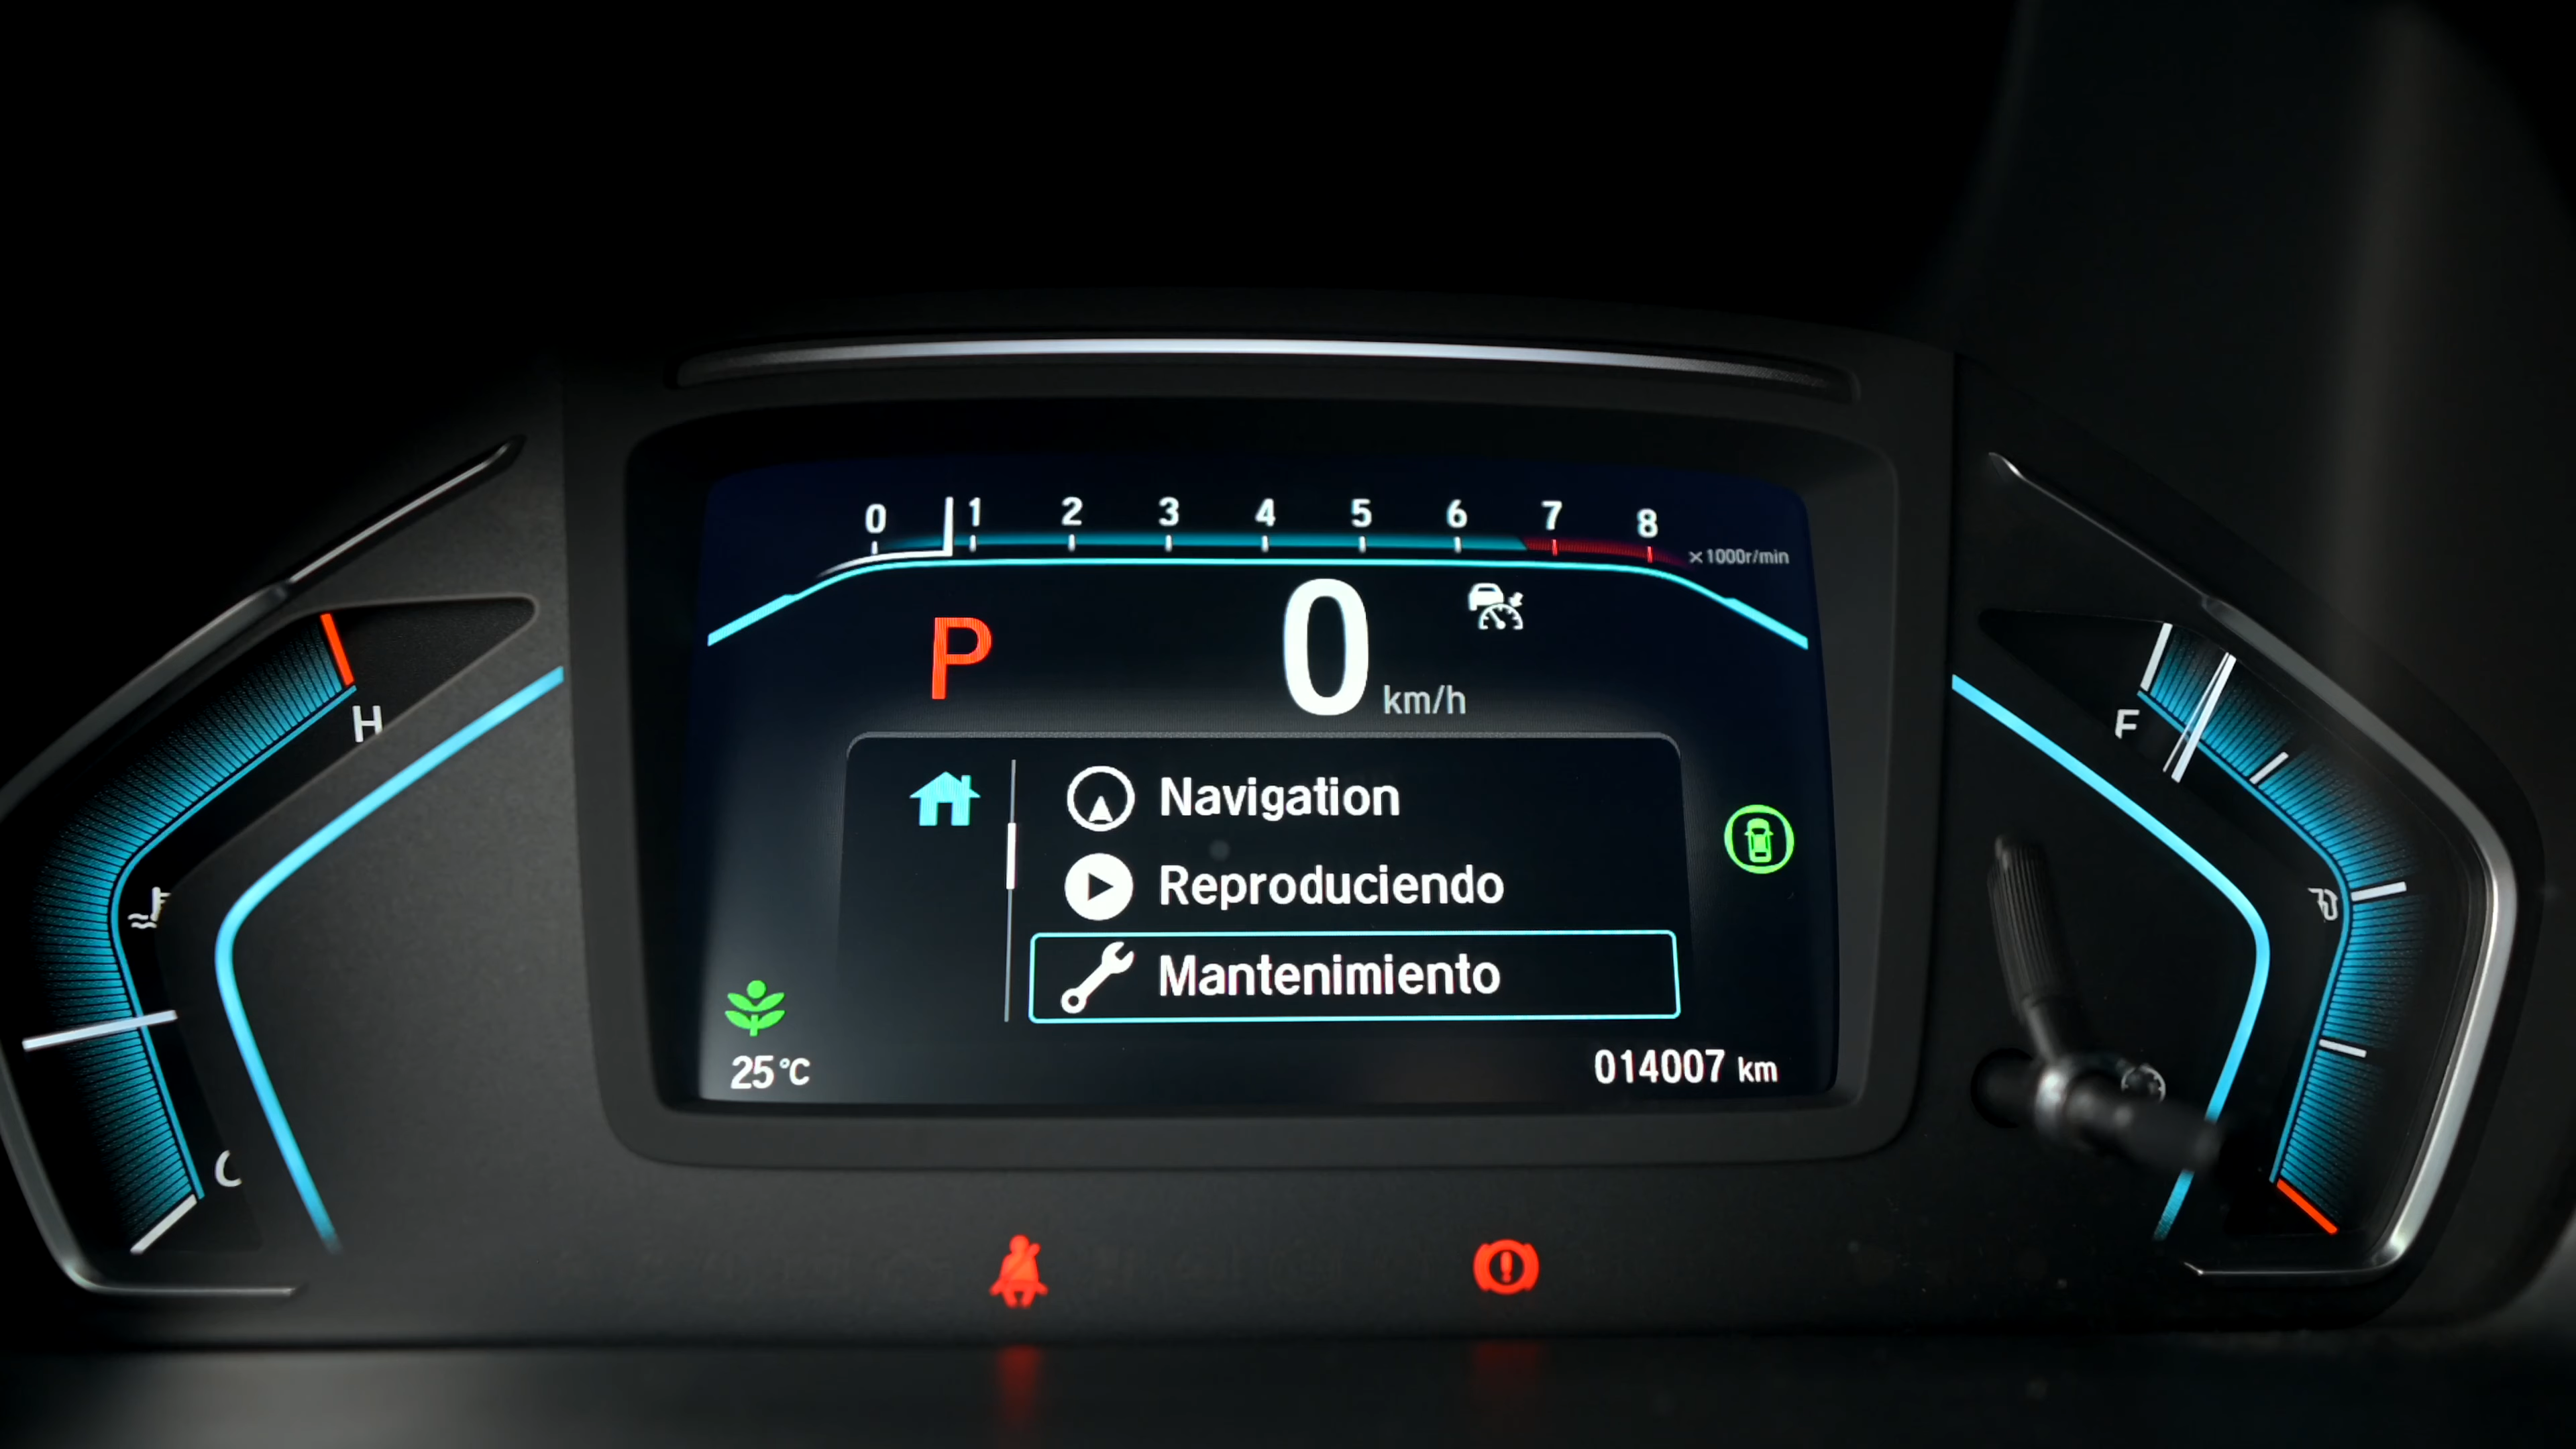 0 1 2 3 4 5 6 7 8
×1000r/min
P 0 km/h
H
F
Navigation
Reproduciendo
Mantenimiento
C
25°C
014007 km